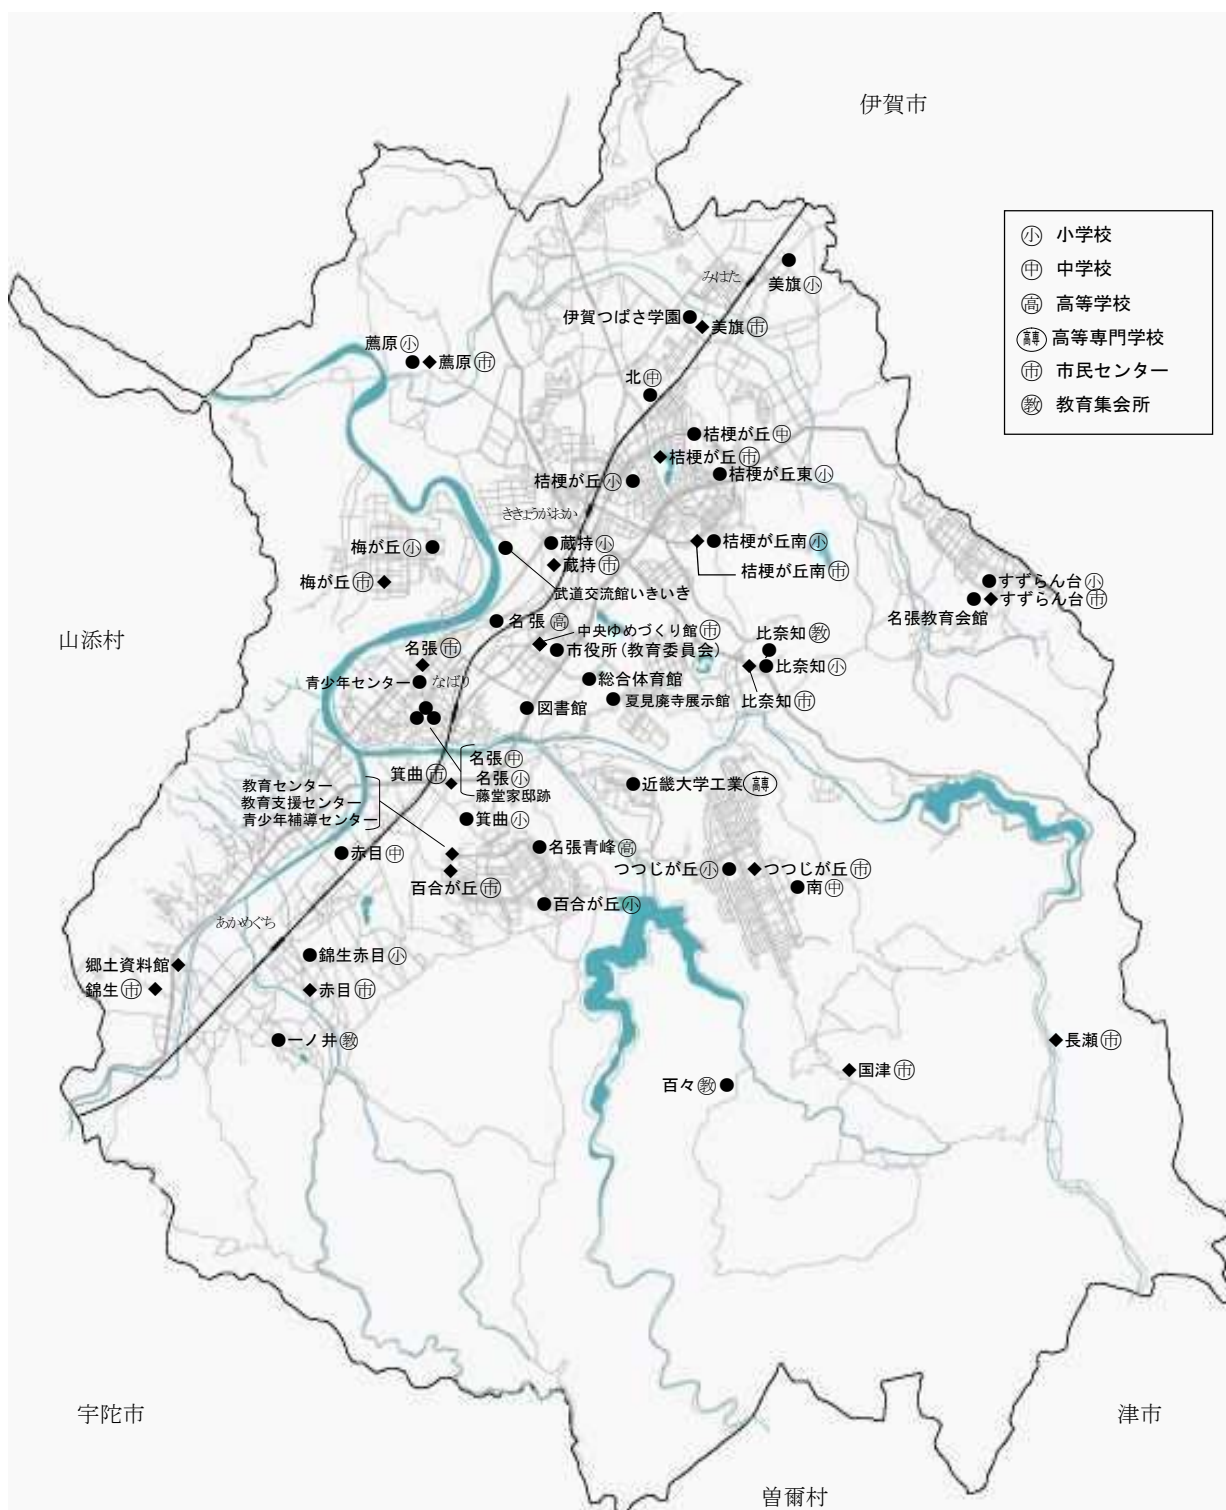 伊賀市
㊛ 小学校
㊥ 中学校
高 高等学校
高専 高等専門学校
市 市民センター
教 教育集会所
みはた
美旗小
伊賀つばさ学園
美旗市
薦原小
薦原市
北㊥
桔梗が丘㊥
桔梗が丘市
桔梗が丘東小
桔梗が丘小
ききょうがおか
蔵持小
蔵持市
桔梗が丘南小
桔梗が丘南市
梅が丘小
梅が丘市
武道交流館いきいき
すずらん台小
すずらん台市
名張教育会館
山添村
名張高
中央ゆめづくり館市
市役所(教育委員会)
比奈知教
比奈知小
比奈知市
名張市
青少年センター
なばり
総合体育館
夏見廃寺展示館
図書館
名張㊥
名張小
藤堂家邸跡
箕曲市
教育センター
教育支援センター
青少年補導センター
近畿大学工業高専
箕曲小
赤目㊥
名張青峰高
つつじが丘小
つつじが丘市
南㊥
百合が丘市
百合が丘小
あかめぐち
錦生赤目小
郷土資料館
錦生市
赤目市
一ノ井教
長瀬市
国津市
百々教
宇陀市
津市
曽爾村